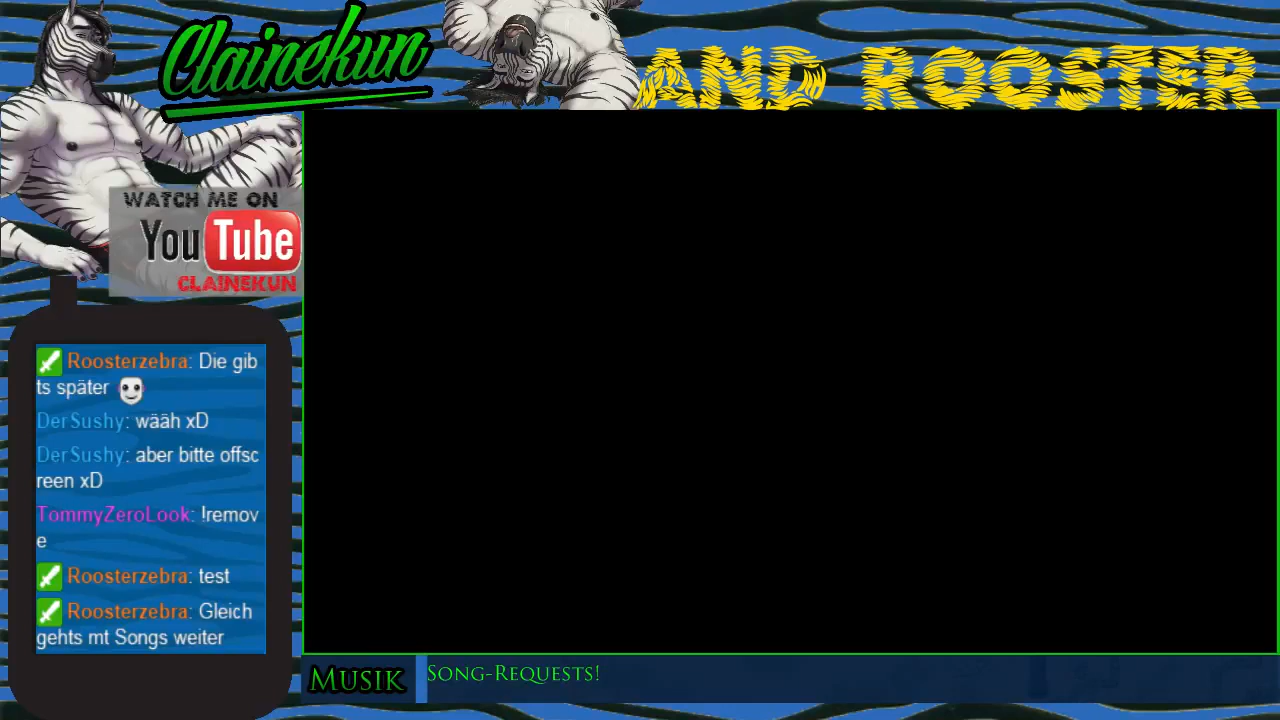 Clainekun
AND ROOSTER
WATCH ME ON
YouTube
CLAINEKUN
Roosterzebra: Die gib
ts später
DerSushy: wääh xD
DerSushy: aber bitte offsc
reen xD
TommyZeroLook: !remov
e
Roosterzebra: test
Roosterzebra: Gleich
gehts mt Songs weiter
Musik
Song-Requests!